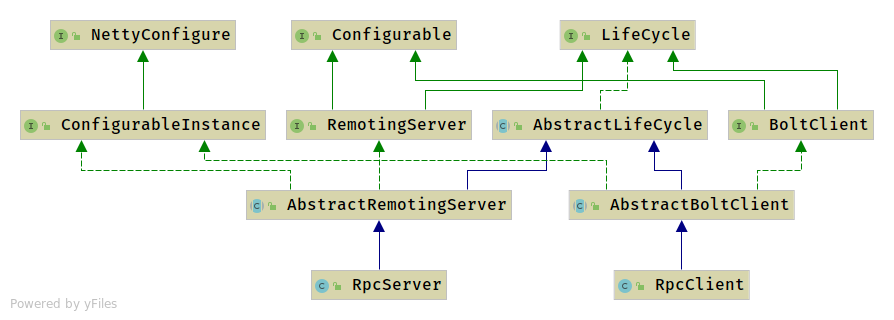 I NettyConfigure
I Configurable
I LifeCycle
I ConfigurableInstance
I RemotingServer
C AbstractLifeCycle
I BoltClient
C AbstractRemotingServer
C AbstractBoltClient
C RpcServer
C RpcClient
Powered by yFiles